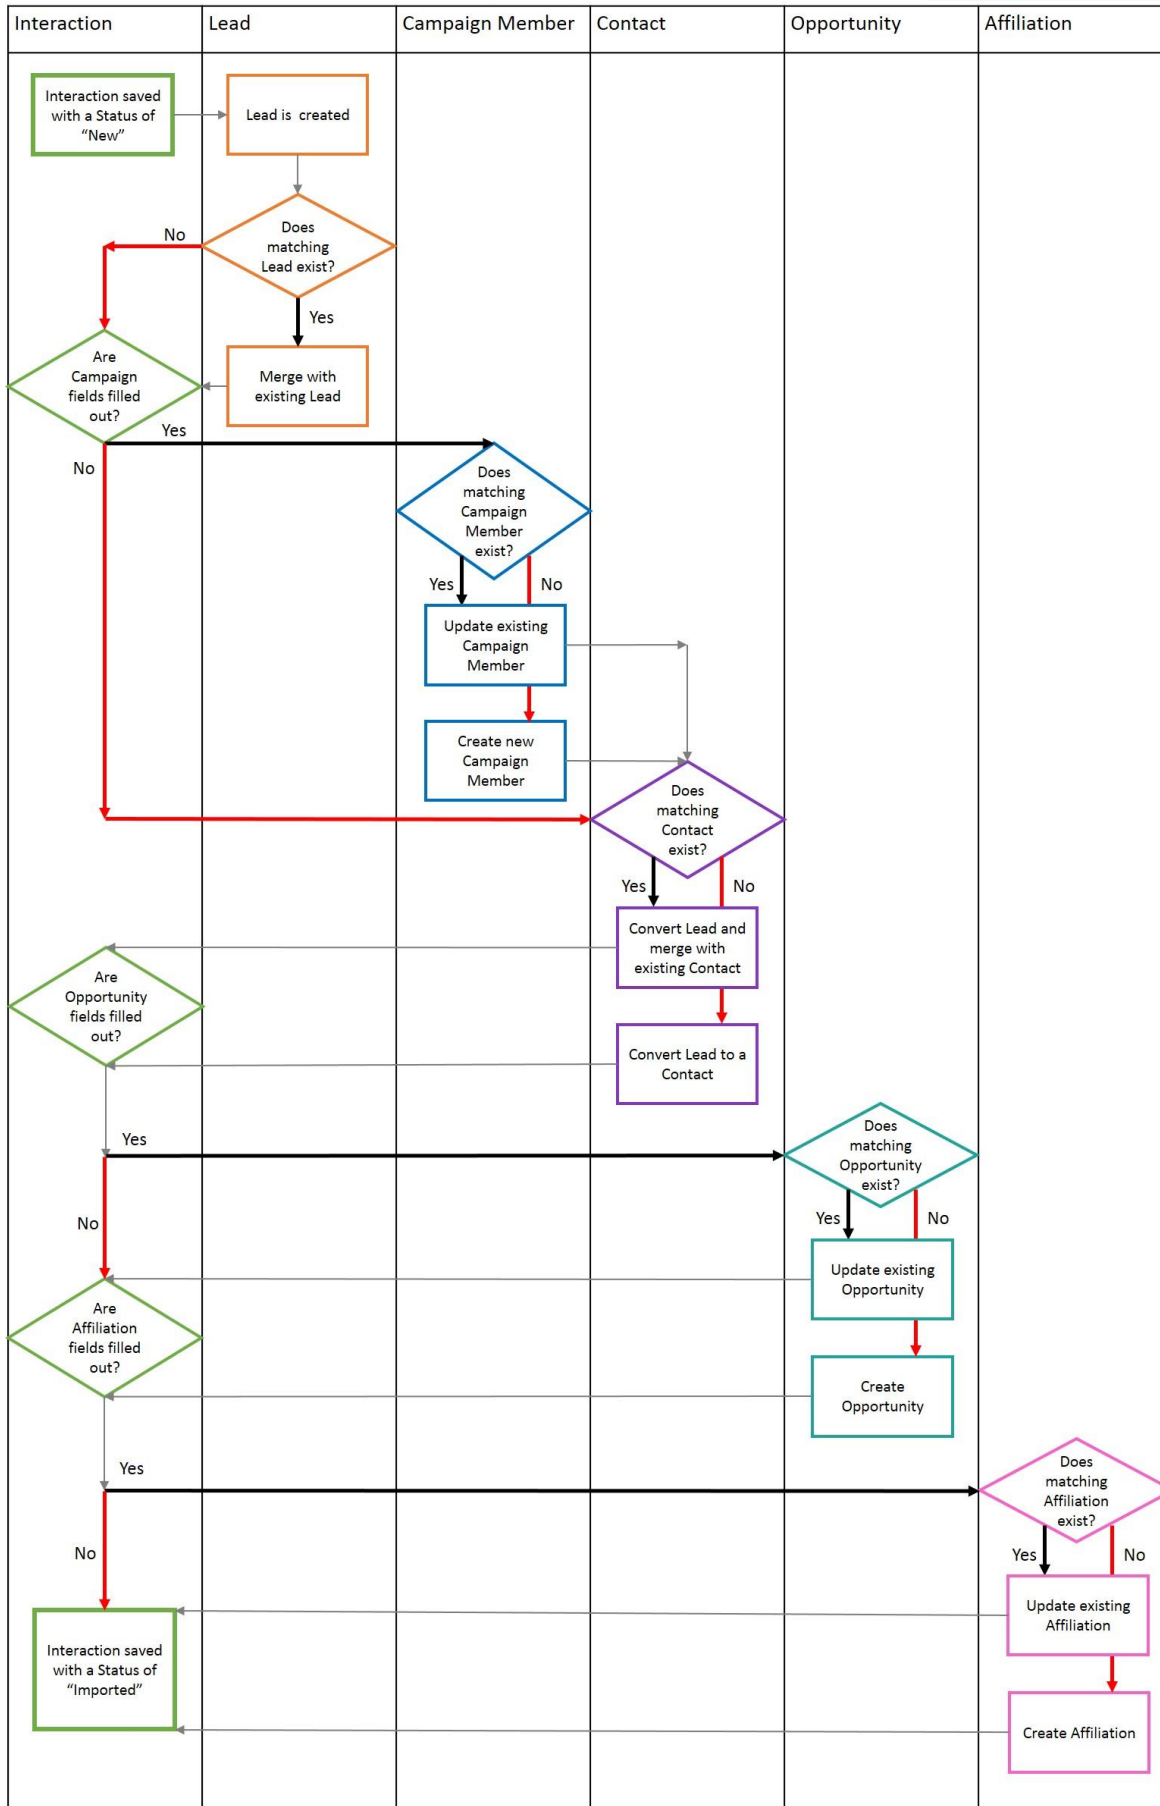 Interaction
Lead
Campaign Member
Contact
Opportunity
Affiliation
Interaction saved
with a Status of
“New”
Lead is created
Does
matching
Lead exist?
No
Yes
Are
Campaign
fields filled
out?
Merge with
existing Lead
Yes
No
Does
matching
Campaign
Member
exist?
Yes
No
Update existing
Campaign
Member
Create new
Campaign
Member
Does
matching
Contact
exist?
Yes
No
Convert Lead and
merge with
existing Contact
Are
Opportunity
fields filled
out?
Convert Lead to a
Contact
Yes
Does
matching
Opportunity
exist?
No
Yes
No
Update existing
Opportunity
Are
Affiliation
fields filled
out?
Create
Opportunity
Yes
Does
matching
Affiliation
exist?
No
Yes
No
Update existing
Affiliation
Interaction saved
with a Status of
“Imported”
Create Affiliation